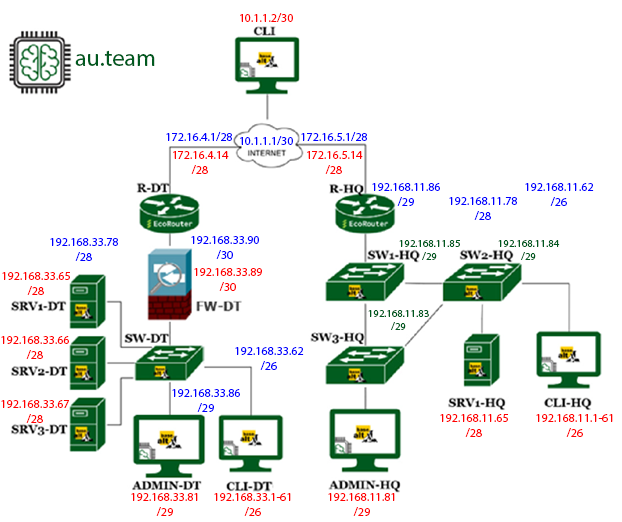 10.1.1.2/30
CLI
au.team
172.16.4.1/28
10.1.1.1/30
172.16.5.1/28
INTERNET
172.16.4.14
/28
172.16.5.14
/28
R-DT
R-HQ
192.168.11.86
/29
192.168.11.78
/28
192.168.11.62
/26
EcoRouter
EcoRouter
192.168.33.78
/28
192.168.33.90
/30
192.168.11.85
/29
192.168.11.84
/29
SW1-HQ
SW2-HQ
192.168.33.65
/28
192.168.33.89
/30
SRV1-DT
FW-DT
192.168.11.83
/29
SW-DT
SW3-HQ
192.168.33.66
/28
192.168.33.62
/26
SRV2-DT
192.168.33.86
/29
192.168.33.67
/28
SRV3-DT
SRV1-HQ
192.168.11.65
/28
CLI-HQ
192.168.11.1-61
/26
ADMIN-DT
192.168.33.81
/29
CLI-DT
192.168.33.1-61
/26
ADMIN-HQ
192.168.11.81
/29